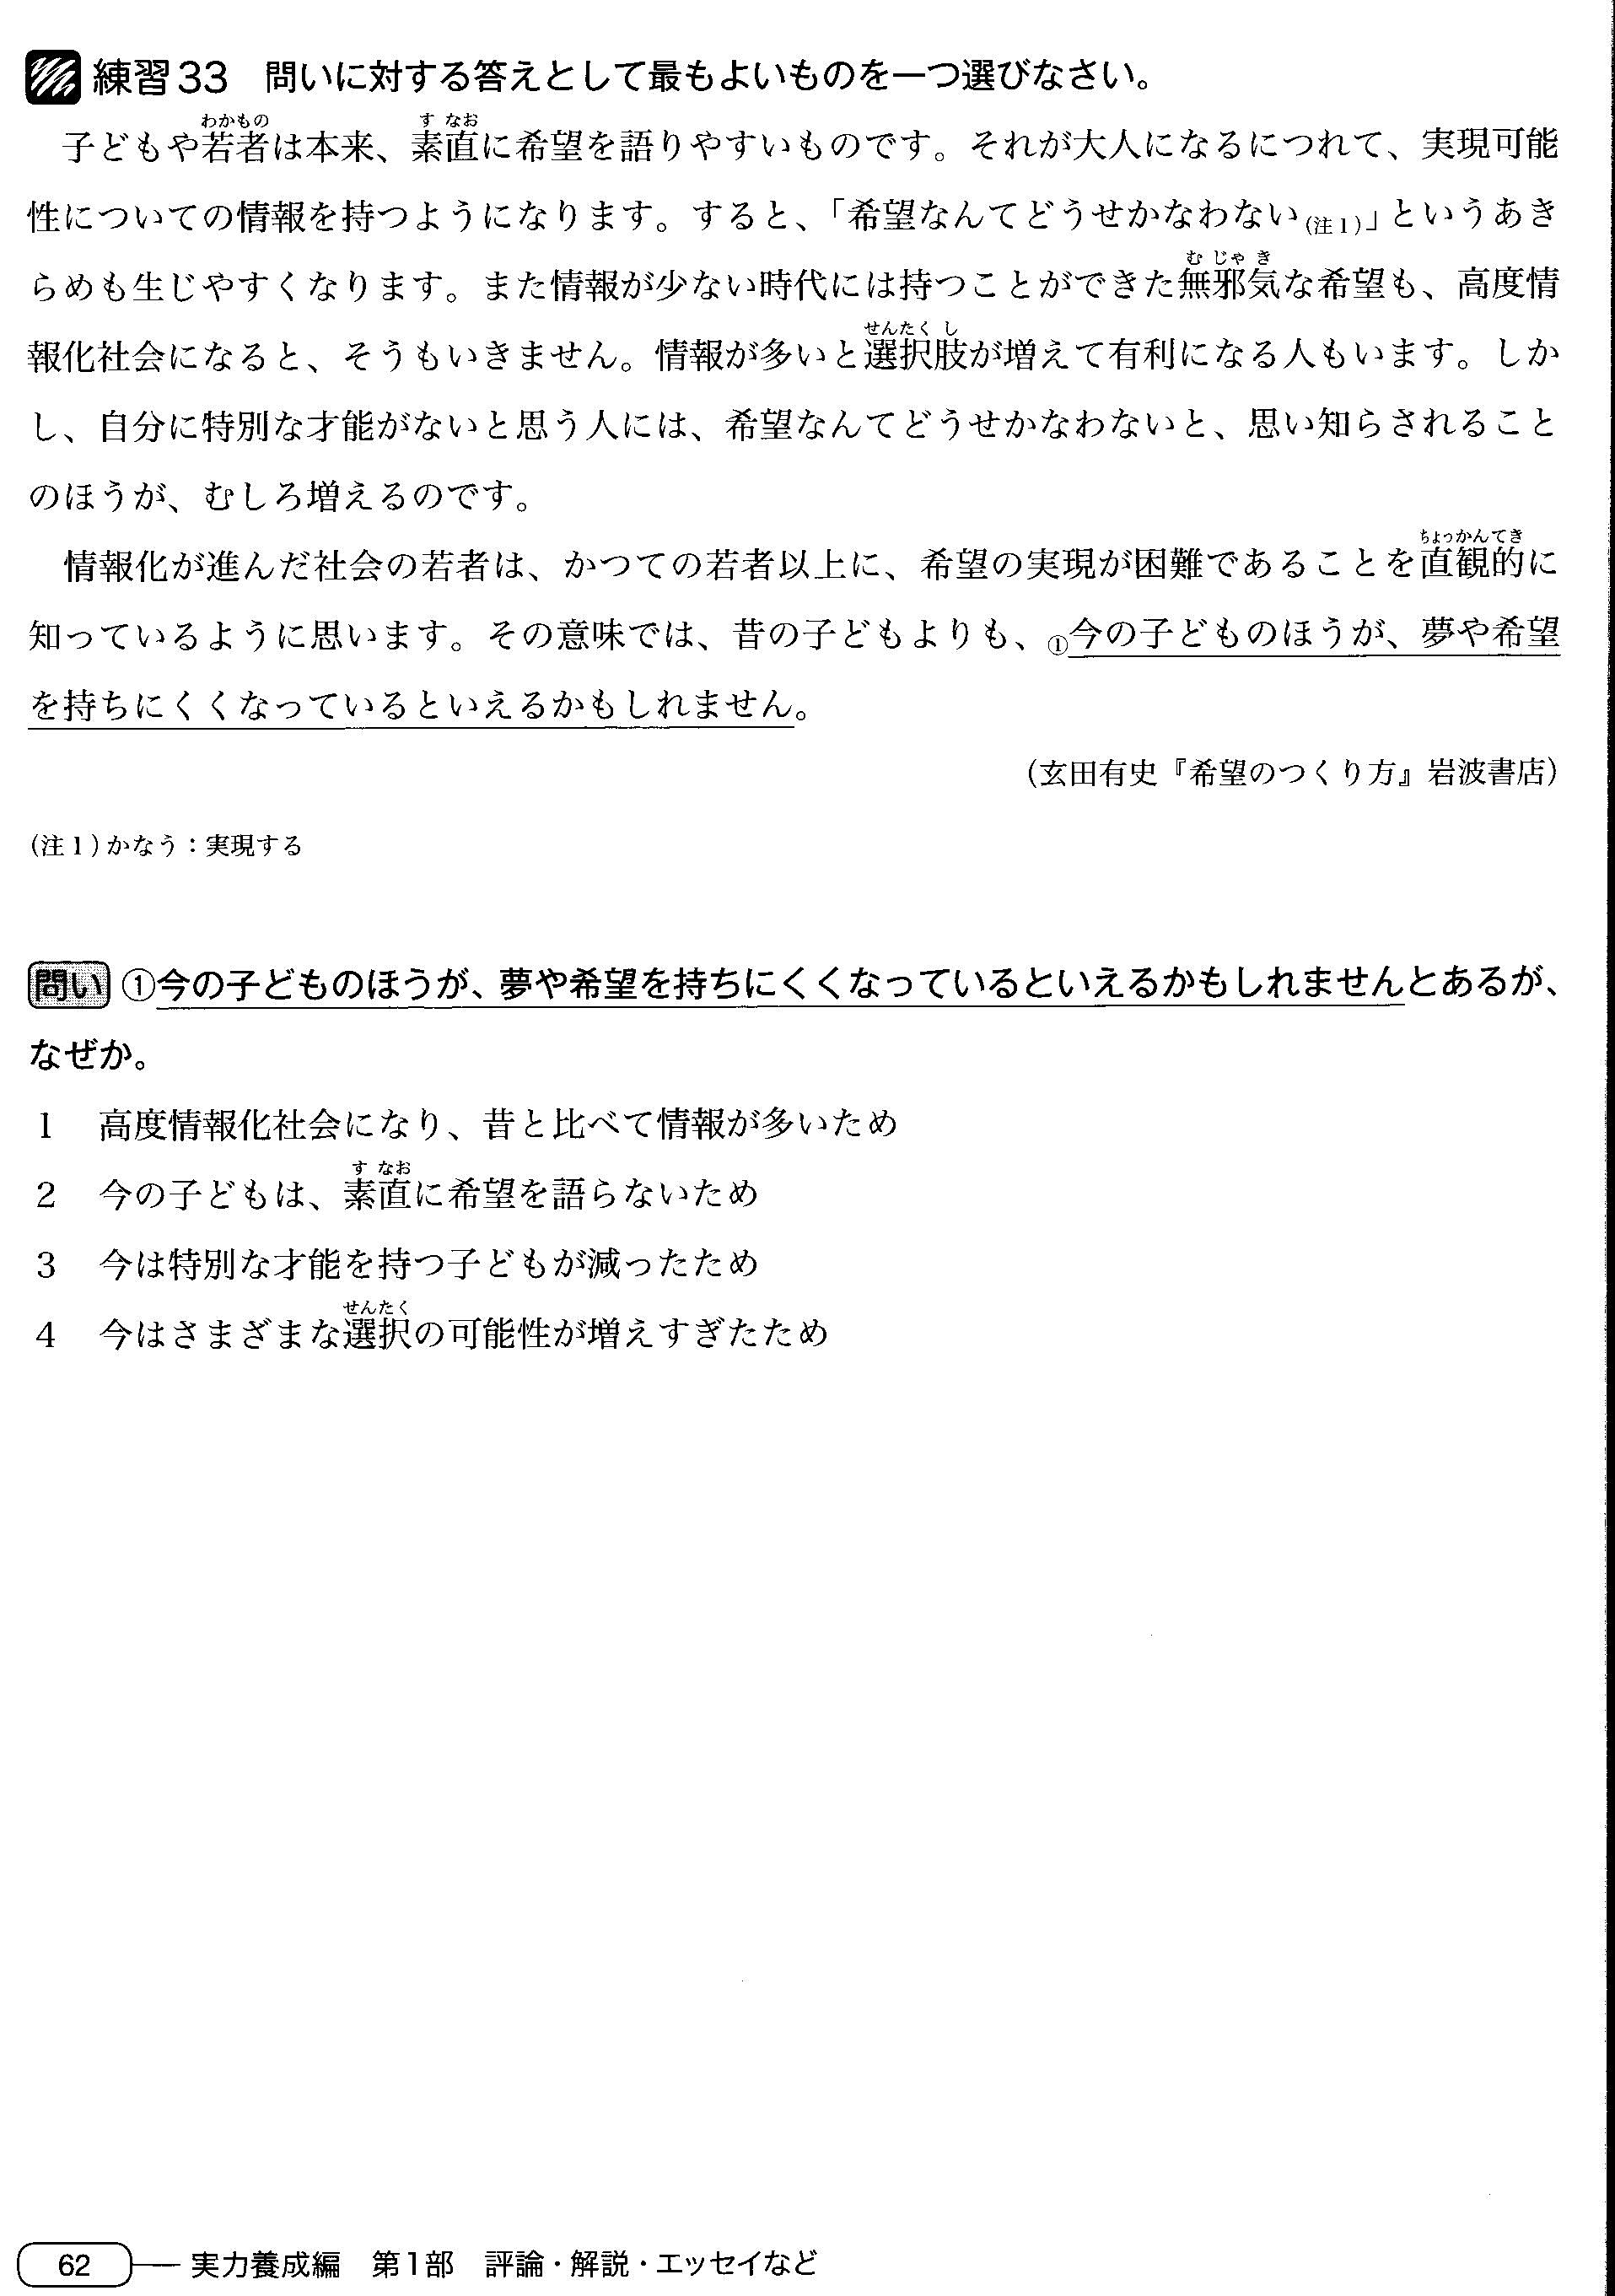 練習33　問いに対する答えとして最もよいものを一つ選びなさい。
わかもの　すなお
子どもや若者は本来、素直に希望を語りやすいものです。それが大人になるにつれて、実現可能
性についての情報を持つようになります。すると、「希望なんてどうせかなわない(注1)」というあき
むじゃき
らめも生じやすくなります。また情報が少ない時代には持つことができた無邪気な希望も、高度情
せんたくし
報化社会になると、そうもいきません。情報が多いと選択肢が増えて有利になる人もいます。しか
し、自分に特別な才能がないと思う人には、希望なんてどうせかなわないと、思い知らされること
のほうが、むしろ増えるのです。
ちょっかんてき
情報化が進んだ社会の若者は、かつての若者以上に、希望の実現が困難であることを直観的に
知っているように思います。その意味では、昔の子どもよりも、①今の子どものほうが、夢や希望
を持ちにくくなっているといえるかもしれません。
（玄田有史『希望のつくり方』岩波書店）
(注1)かなう：実現する
問い ①今の子どものほうが、夢や希望を持ちにくくなっているといえるかもしれませんとあるが、
なぜか。
1　高度情報化社会になり、昔と比べて情報が多いため
すなお
2　今の子どもは、素直に希望を語らないため
3　今は特別な才能を持つ子どもが減ったため
せんたく
4　今はさまざまな選択の可能性が増えすぎたため
62 実力養成編　第1部　評論・解説・エッセイなど